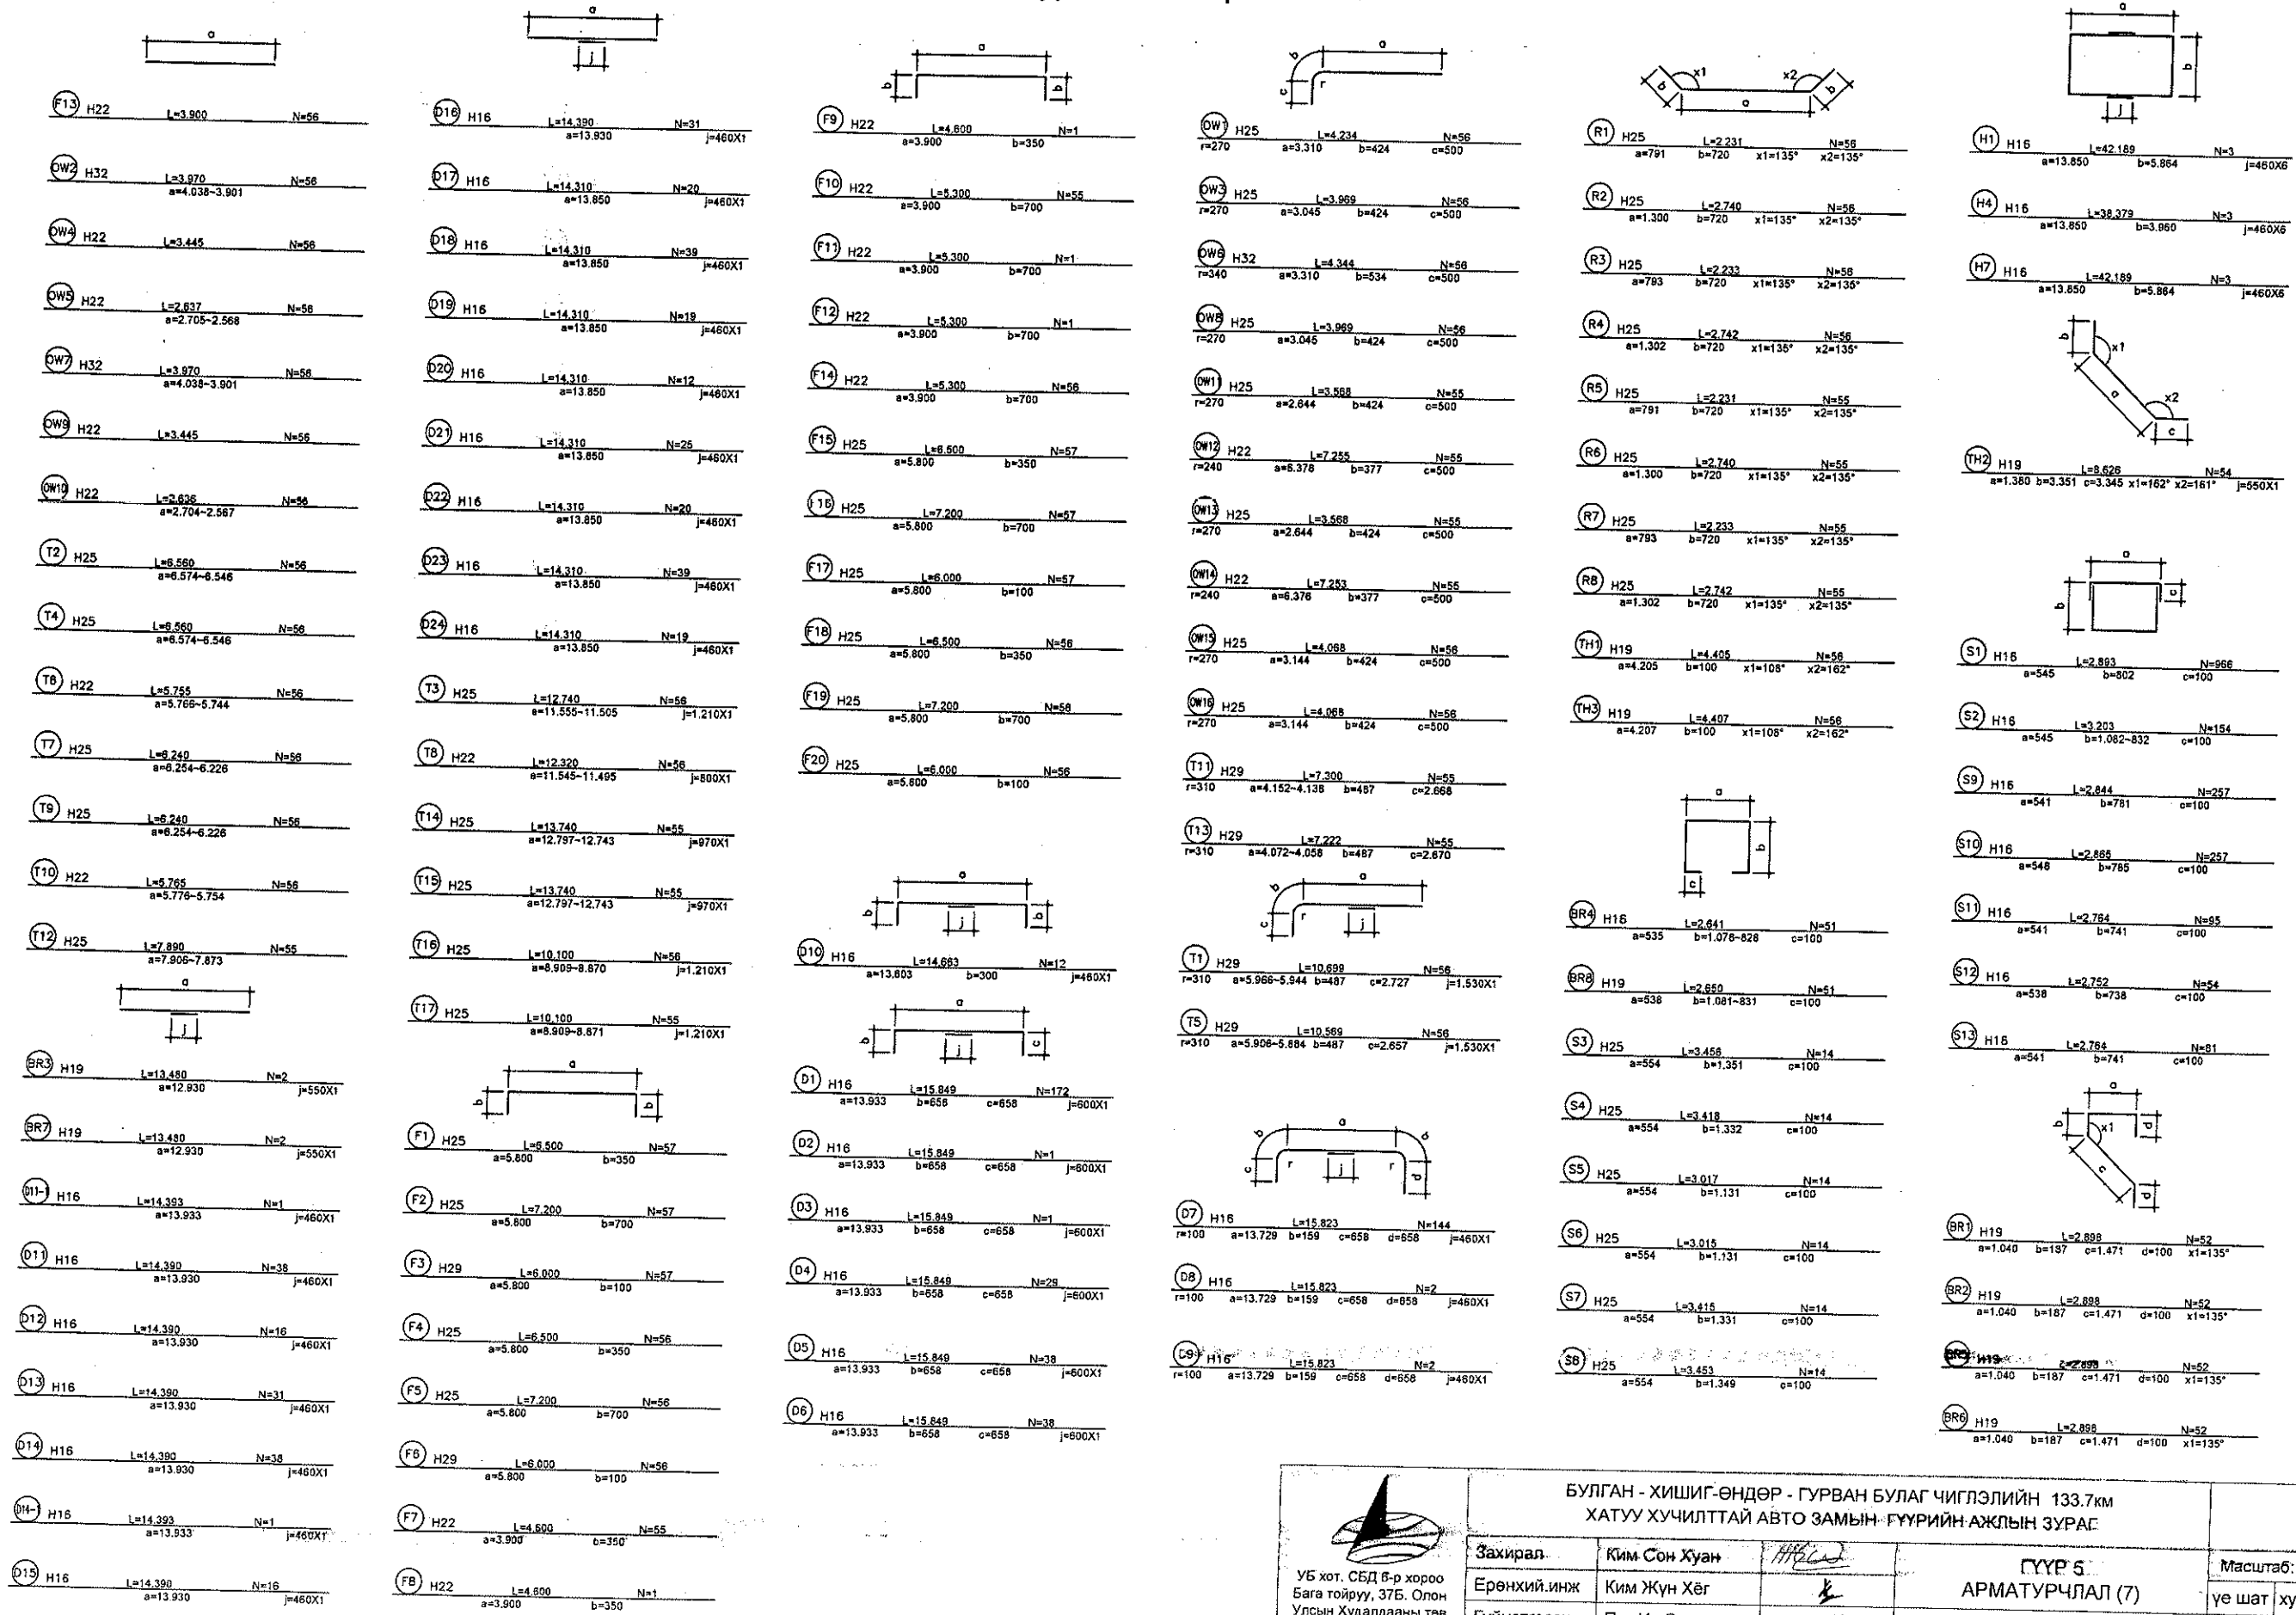 a
F13 H22 L=3.900 N=56
OW2 H32 L=3.970 N=56
a=4.038~3.901
OW4 H22 L=3.445 N=56
OW5 H22 L=2.637 N=56
a=2.705~2.568
OW7 H32 L=3.970 N=56
a=4.038~3.901
OW9 H22 L=3.445 N=56
OW10 H22 L=2.636 N=56
a=2.704~2.567
T2 H25 L=6.560 N=56
a=6.574~6.546
T4 H25 L=6.560 N=56
a=6.574~6.546
T6 H22 L=5.755 N=56
a=5.766~5.744
T7 H25 L=6.240 N=56
a=6.254~6.226
T9 H25 L=6.240 N=56
a=6.254~6.226
T10 H22 L=5.765 N=56
a=5.776~5.754
T12 H25 L=7.890 N=55
a=7.906~7.873
a
j
BR3 H19 L=13.480 N=2
a=12.930 j=550X1
BR7 H19 L=13.480 N=2
a=12.930 j=550X1
D11-1 H16 L=14.393 N=1
a=13.933 j=460X1
D11 H16 L=14.390 N=38
a=13.930 j=460X1
D12 H16 L=14.390 N=16
a=13.930 j=460X1
D13 H16 L=14.390 N=31
a=13.930 j=460X1
D14 H16 L=14.390 N=38
a=13.930 j=460X1
D14-1 H16 L=14.393 N=1
a=13.933 j=460X1
D15 H16 L=14.390 N=16
a=13.930 j=460X1
a
j
D16 H16 L=14.390 N=31
a=13.930 j=460X1
D17 H16 L=14.310 N=20
a=13.850 j=460X1
D18 H16 L=14.310 N=39
a=13.850 j=460X1
D19 H16 L=14.310 N=19
a=13.850 j=460X1
D20 H16 L=14.310 N=12
a=13.850 j=460X1
D21 H16 L=14.310 N=25
a=13.850 j=460X1
D22 H16 L=14.310 N=20
a=13.850 j=460X1
D23 H16 L=14.310 N=39
a=13.850 j=460X1
D24 H16 L=14.310 N=19
a=13.850 j=460X1
T3 H25 L=12.740 N=56
a=11.555~11.505 j=1.210X1
T8 H22 L=12.320 N=56
a=11.545~11.495 j=800X1
T14 H25 L=13.740 N=55
a=12.797~12.743 j=970X1
T15 H25 L=13.740 N=55
a=12.797~12.743 j=970X1
T16 H25 L=10.100 N=56
a=8.909~8.870 j=1.210X1
T17 H25 L=10.100 N=55
a=8.909~8.871 j=1.210X1
a
b b
F1 H25 L=6.500 N=57
a=5.800 b=350
F2 H25 L=7.200 N=57
a=5.800 b=700
F3 H29 L=6.000 N=57
a=5.800 b=100
F4 H25 L=6.500 N=56
a=5.800 b=350
F5 H25 L=7.200 N=56
a=5.800 b=700
F6 H29 L=6.000 N=56
a=5.800 b=100
F7 H22 L=4.600 N=55
a=3.900 b=350
F8 H22 L=4.600 N=1
a=3.900 b=350
a
b b
F9 H22 L=4.600 N=1
a=3.900 b=350
F10 H22 L=5.300 N=55
a=3.900 b=700
F11 H22 L=5.300 N=1
a=3.900 b=700
F12 H22 L=5.300 N=1
a=3.900 b=700
F14 H22 L=5.300 N=56
a=3.900 b=700
F15 H25 L=6.500 N=57
a=5.800 b=350
F16 H25 L=7.200 N=57
a=5.800 b=700
F17 H25 L=6.000 N=57
a=5.800 b=100
F18 H25 L=6.500 N=56
a=5.800 b=350
F19 H25 L=7.200 N=56
a=5.800 b=700
F20 H25 L=6.000 N=56
a=5.800 b=100
a
b j b
D10 H16 L=14.663 N=12
a=13.603 b=300 j=460X1
a
b j c
D1 H16 L=15.849 N=172
a=13.933 b=658 c=658 j=600X1
D2 H16 L=15.849 N=1
a=13.933 b=658 c=658 j=600X1
D3 H16 L=15.849 N=1
a=13.933 b=658 c=658 j=600X1
D4 H16 L=15.849 N=29
a=13.933 b=658 c=658 j=600X1
D5 H16 L=15.849 N=38
a=13.933 b=658 c=658 j=600X1
D6 H16 L=15.849 N=38
a=13.933 b=658 c=658 j=600X1
a
b
c r
OW1 H25 L=4.234 N=56
r=270 a=3.310 b=424 c=500
OW3 H25 L=3.969 N=56
r=270 a=3.045 b=424 c=500
OW6 H32 L=4.344 N=56
r=340 a=3.310 b=534 c=500
OW8 H25 L=3.969 N=56
r=270 a=3.045 b=424 c=500
OW11 H25 L=3.568 N=55
r=270 a=2.644 b=424 c=500
OW12 H22 L=7.255 N=55
r=240 a=6.378 b=377 c=500
OW13 H25 L=3.568 N=55
r=270 a=2.644 b=424 c=500
OW14 H22 L=7.253 N=55
r=240 a=6.376 b=377 c=500
OW15 H25 L=4.068 N=56
r=270 a=3.144 b=424 c=500
OW16 H25 L=4.068 N=56
r=270 a=3.144 b=424 c=500
T11 H29 L=7.300 N=55
r=310 a=4.152~4.138 b=487 c=2.668
T13 H29 L=7.222 N=55
r=310 a=4.072~4.058 b=487 c=2.670
a
b
c r j
T1 H29 L=10.699 N=56
r=310 a=5.966~5.944 b=487 c=2.727 j=1.530X1
T5 H29 L=10.569 N=56
r=310 a=5.906~5.884 b=487 c=2.657 j=1.530X1
a
b b
c r j r d
D7 H16 L=15.823 N=144
r=100 a=13.729 b=159 c=658 d=658 j=460X1
D8 H16 L=15.823 N=2
r=100 a=13.729 b=159 c=658 d=658 j=460X1
D9 H16 L=15.823 N=2
r=100 a=13.729 b=159 c=658 d=658 j=460X1
x1 x2
b a b
R1 H25 L=2.231 N=56
a=791 b=720 x1=135° x2=135°
R2 H25 L=2.740 N=56
a=1.300 b=720 x1=135° x2=135°
R3 H25 L=2.233 N=56
a=793 b=720 x1=135° x2=135°
R4 H25 L=2.742 N=56
a=1.302 b=720 x1=135° x2=135°
R5 H25 L=2.231 N=55
a=791 b=720 x1=135° x2=135°
R6 H25 L=2.740 N=55
a=1.300 b=720 x1=135° x2=135°
R7 H25 L=2.233 N=55
a=793 b=720 x1=135° x2=135°
R8 H25 L=2.742 N=55
a=1.302 b=720 x1=135° x2=135°
TH1 H19 L=4.405 N=56
a=4.205 b=100 x1=108° x2=162°
TH3 H19 L=4.407 N=56
a=4.207 b=100 x1=108° x2=162°
a
b
c
BR4 H16 L=2.641 N=51
a=535 b=1.078~828 c=100
BR8 H19 L=2.650 N=51
a=538 b=1.081~831 c=100
S3 H25 L=3.456 N=14
a=554 b=1.351 c=100
S4 H25 L=3.418 N=14
a=554 b=1.332 c=100
S5 H25 L=3.017 N=14
a=554 b=1.131 c=100
S6 H25 L=3.015 N=14
a=554 b=1.131 c=100
S7 H25 L=3.415 N=14
a=554 b=1.331 c=100
S8 H25 L=3.453 N=14
a=554 b=1.349 c=100
a
b
j
H1 H16 L=42.189 N=3
a=13.850 b=5.864 j=460X6
H4 H16 L=38.379 N=3
a=13.850 b=3.960 j=460X6
H7 H16 L=42.189 N=3
a=13.850 b=5.864 j=460X6
b x1
a x2
c
TH2 H19 L=8.626 N=54
a=1.380 b=3.351 c=3.345 x1=162° x2=161° j=550X1
a
b c
S1 H16 L=2.893 N=966
a=545 b=802 c=100
S2 H16 L=3.203 N=154
a=545 b=1.082~832 c=100
S9 H16 L=2.844 N=257
a=541 b=781 c=100
S10 H16 L=2.865 N=257
a=548 b=785 c=100
S11 H16 L=2.764 N=95
a=541 b=741 c=100
S12 H16 L=2.752 N=54
a=538 b=738 c=100
S13 H16 L=2.764 N=81
a=541 b=741 c=100
a
b x1 d
c d
BR1 H19 L=2.898 N=52
a=1.040 b=187 c=1.471 d=100 x1=135°
BR2 H19 L=2.898 N=52
a=1.040 b=187 c=1.471 d=100 x1=135°
BR5 H19 L=2.898 N=52
a=1.040 b=187 c=1.471 d=100 x1=135°
BR6 H19 L=2.898 N=52
a=1.040 b=187 c=1.471 d=100 x1=135°
БУЛГАН - ХИШИГ-ӨНДӨР - ГУРВАН БУЛАГ ЧИГЛЭЛИЙН 133.7км
ХАТУУ ХУЧИЛТТАЙ АВТО ЗАМЫН ГҮҮРИЙН АЖЛЫН ЗУРАГ
УБ хот. СБД 6-р хороо
Бага тойруу, 37Б. Олон
Улсын Худалдааны төв
Захирал Ким Сон Хуан
Ерөнхий.инж Ким Жүн Хёг
ГҮҮР 5
АРМАТУРЧЛАЛ (7)
Масштаб:
үе шат